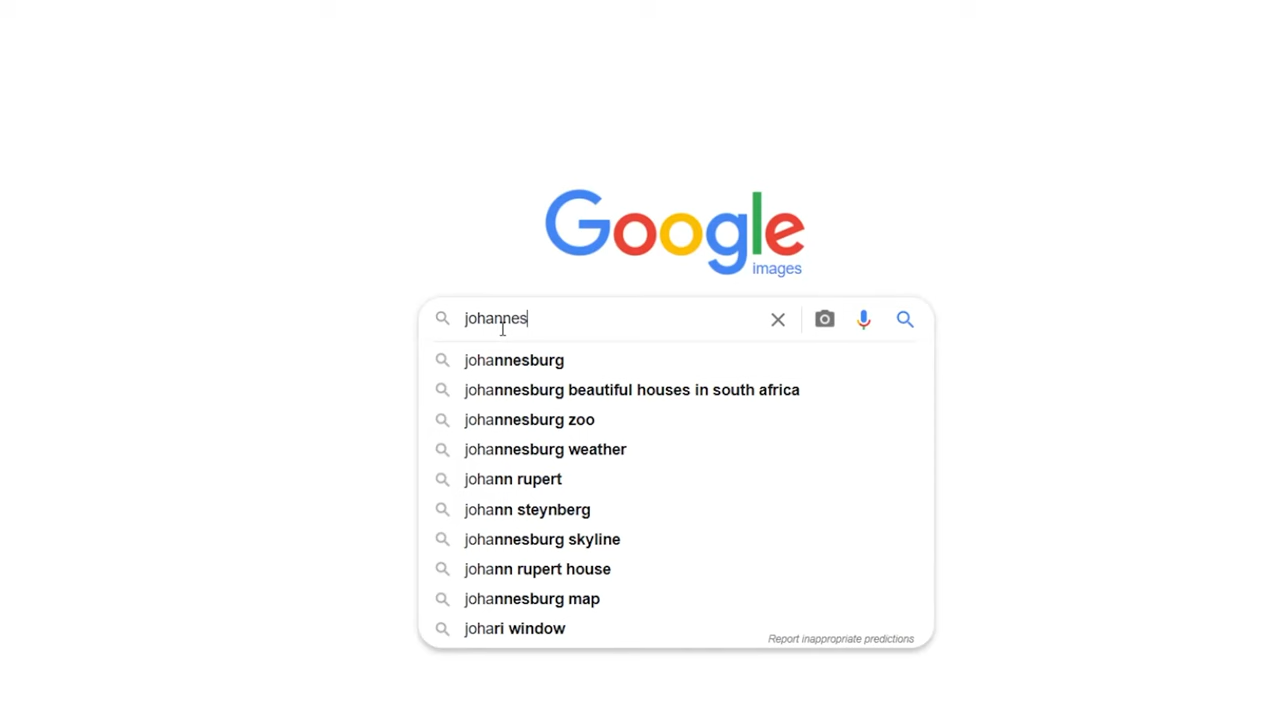 Google
images
johannes
johannesburg
johannesburg beautiful houses in south africa
johannesburg zoo
johannesburg weather
johann rupert
johann steynberg
johannesburg skyline
johann rupert house
johannesburg map
johari window
Report inappropriate predictions